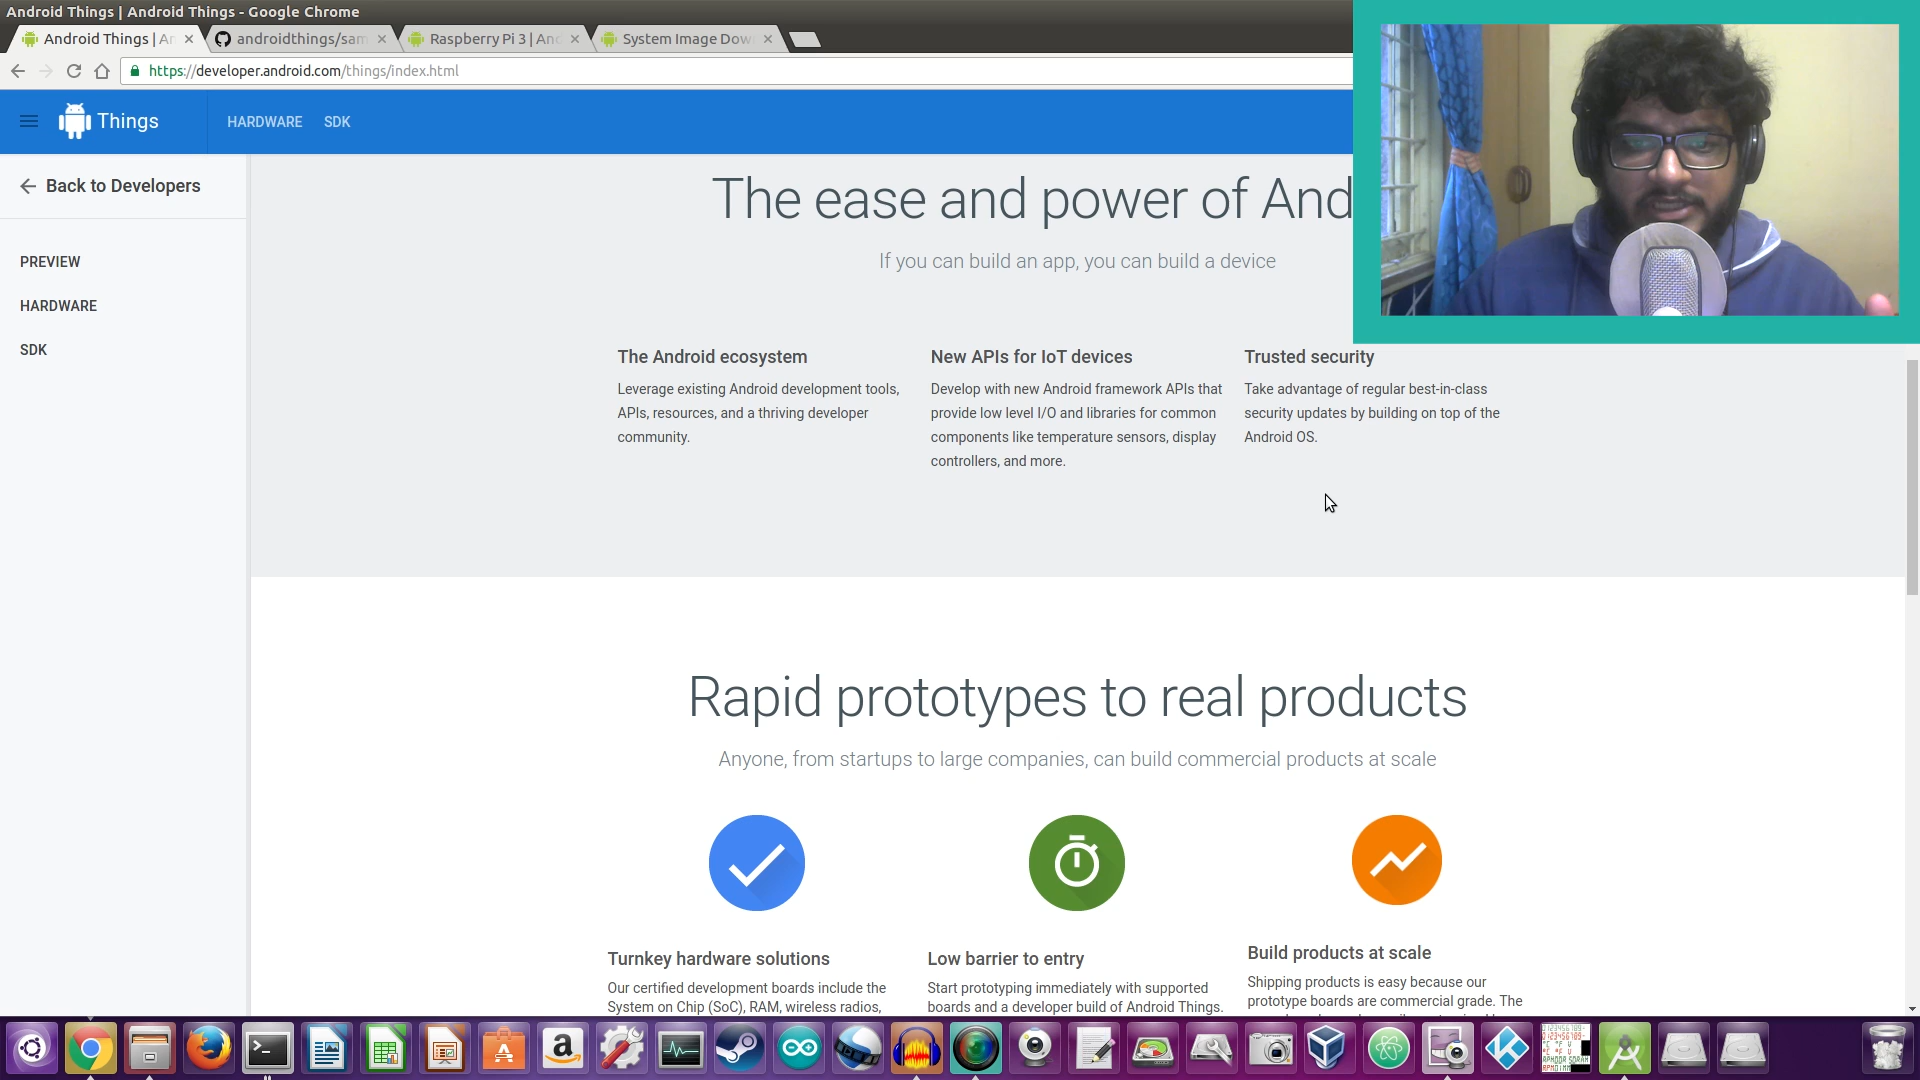 Android Things | Android Things - Google Chrome
Android Things | An
androidthings/sam
Raspberry Pi 3 | And
System Image Dow
https://developer.android.com/things/index.html
Things
HARDWARE
SDK
Back to Developers
PREVIEW
HARDWARE
SDK
The ease and power of And
If you can build an app, you can build a device
The Android ecosystem
Leverage existing Android development tools,
APIs, resources, and a thriving developer
community.
New APIs for IoT devices
Develop with new Android framework APIs that
provide low level I/O and libraries for common
components like temperature sensors, display
controllers, and more.
Trusted security
Take advantage of regular best-in-class
security updates by building on top of the
Android OS.
Rapid prototypes to real products
Anyone, from startups to large companies, can build commercial products at scale
Turnkey hardware solutions
Our certified development boards include the
System on Chip (SoC), RAM, wireless radios,
Low barrier to entry
Start prototyping immediately with supported
boards and a developer build of Android Things.
Build products at scale
Shipping products is easy because our
prototype boards are commercial grade. The